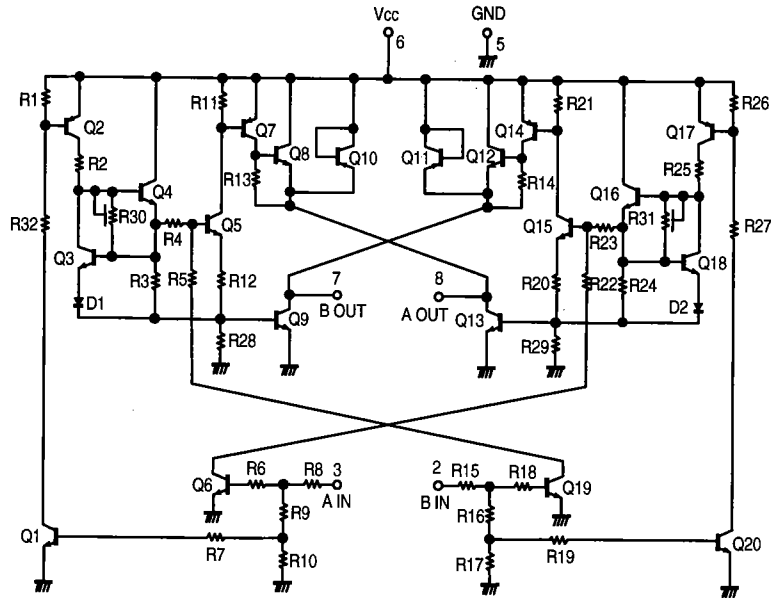 Vcc
GND
6
5
R1
Q2
R11
R21
R26
Q7
Q14
Q17
R2
Q8
Q10
Q11
Q12
R25
Q4
R13
R14
Q16
R30
R31
R32
R4
Q5
Q15
R23
R27
Q3
R3
R5
R12
R20
R22
R24
Q18
7
8
D1
B OUT
A OUT
D2
Q9
Q13
R28
R29
Q6
R6
R8
3
2
R15
R18
Q19
A IN
B IN
R9
R16
Q1
R7
R10
R17
R19
Q20